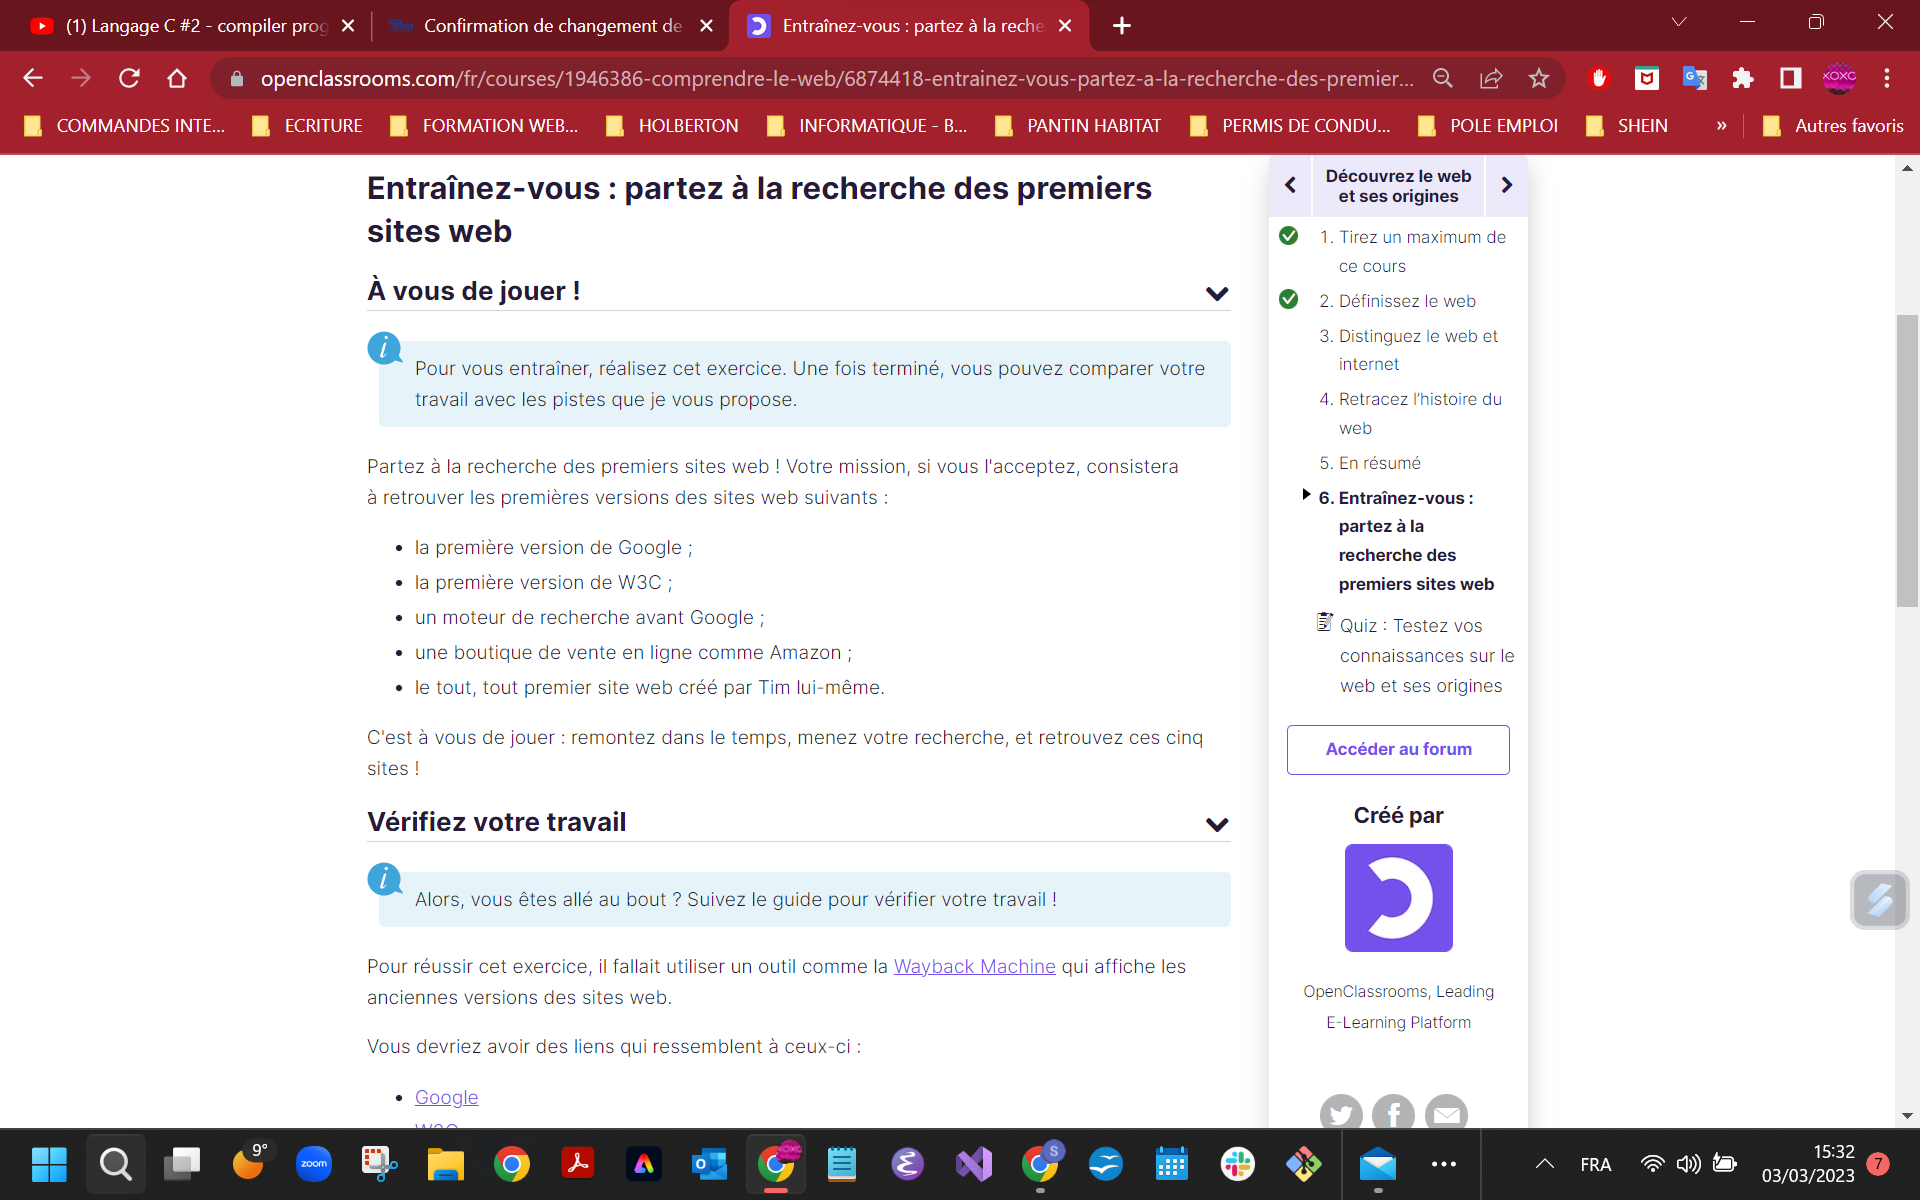 (1) Langage C #2 - compiler prog
Confirmation de changement de
Entraînez-vous : partez à la reche
openclassrooms.com/fr/courses/1946386-comprendre-le-web/6874418-entrainez-vous-partez-a-la-recherche-des-premier...
COMMANDES INTE...
ECRITURE
FORMATION WEB...
HOLBERTON
INFORMATIQUE - B...
PANTIN HABITAT
PERMIS DE CONDU...
POLE EMPLOI
SHEIN
»
Autres favoris
Entraînez-vous : partez à la recherche des premiers
sites web
À vous de jouer !
Pour vous entraîner, réalisez cet exercice. Une fois terminé, vous pouvez comparer votre
travail avec les pistes que je vous propose.
Partez à la recherche des premiers sites web ! Votre mission, si vous l'acceptez, consistera
à retrouver les premières versions des sites web suivants :
• la première version de Google ;
• la première version de W3C ;
• un moteur de recherche avant Google ;
• une boutique de vente en ligne comme Amazon ;
• le tout, tout premier site web créé par Tim lui-même.
C'est à vous de jouer : remontez dans le temps, menez votre recherche, et retrouvez ces cinq
sites !
Vérifiez votre travail
Alors, vous êtes allé au bout ? Suivez le guide pour vérifier votre travail !
Pour réussir cet exercice, il fallait utiliser un outil comme la Wayback Machine qui affiche les
anciennes versions des sites web.
Vous devriez avoir des liens qui ressemblent à ceux-ci :
• Google
W3C
Découvrez le web
et ses origines
1. Tirez un maximum de
ce cours
2. Définissez le web
3. Distinguez le web et
internet
4. Retracez l'histoire du
web
5. En résumé
6. Entraînez-vous :
partez à la
recherche des
premiers sites web
Quiz : Testez vos
connaissances sur le
web et ses origines
Accéder au forum
Créé par
OpenClassrooms, Leading
E-Learning Platform
9°
zoom
S
XOXO
FRA
15:32
03/03/2023
7